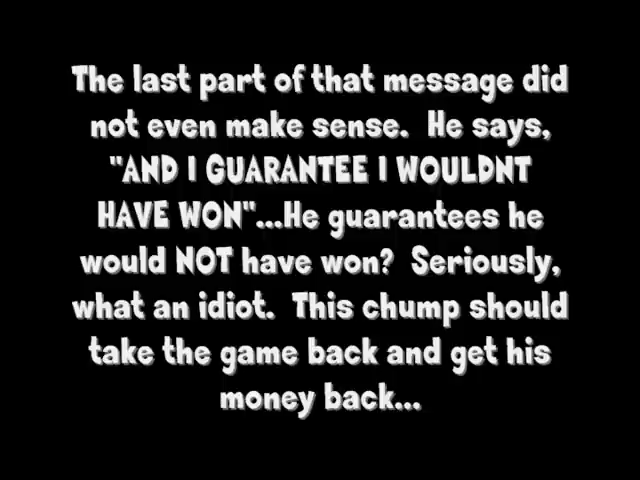 The last part of that message did
not even make sense.  He says,
"AND I GUARANTEE I WOULDNT
HAVE WON"...He guarantees he
would NOT have won?  Seriously,
what an idiot.  This chump should
take the game back and get his
money back...